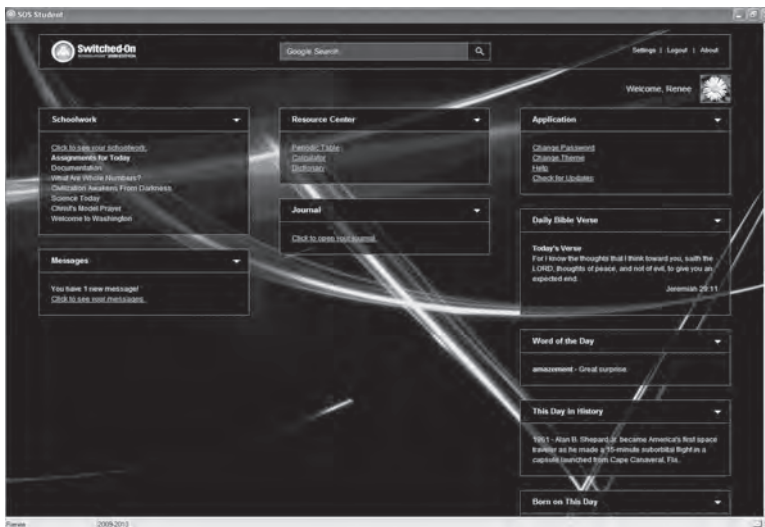 SOS Student
Switched-On
Google Search
Settings | Logout | About
Welcome, Renee
Schoolwork
Click to see your schoolwork.
Assignments for Today
Documentation
What Are Whole Numbers?
Civilization Awakens From Darkness
Science Today
Christ's Model Prayer
Welcome to Washington
Messages
You have 1 new message!
Click to see your messages.
Resource Center
Periodic Table
Calculator
Dictionary
Journal
Click to open your journal.
Application
Change Password
Change Theme
Help
Check for Updates
Daily Bible Verse
Today's Verse
For I know the thoughts that I think toward you, saith the
LORD, thoughts of peace, and not of evil, to give you an
expected end.
Jeremiah 29:11
Word of the Day
amazement - Great surprise
This Day in History
1961 - Alan B. Shepard Jr. became America's first space
traveler as he made a 15-minute suborbital flight in a
capsule launched from Cape Canaveral, Fla.
Born on This Day
Renee
2009-2010